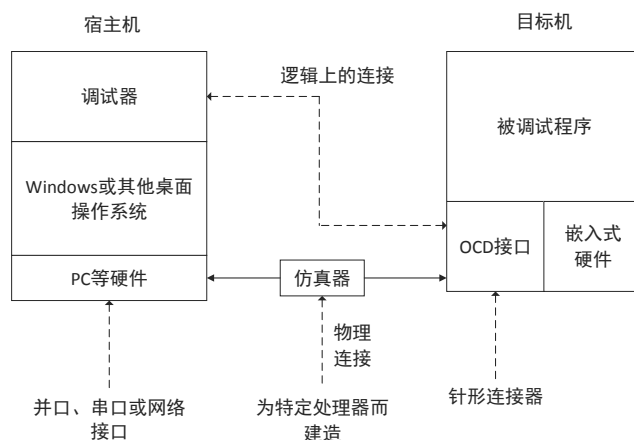 宿主机
目标机
调试器
逻辑上的连接
被调试程序
Windows或其他桌面
操作系统
OCD接口
嵌入式
硬件
PC等硬件
仿真器
物理
连接
并口、串口或网络
接口
为特定处理器而
建造
针形连接器